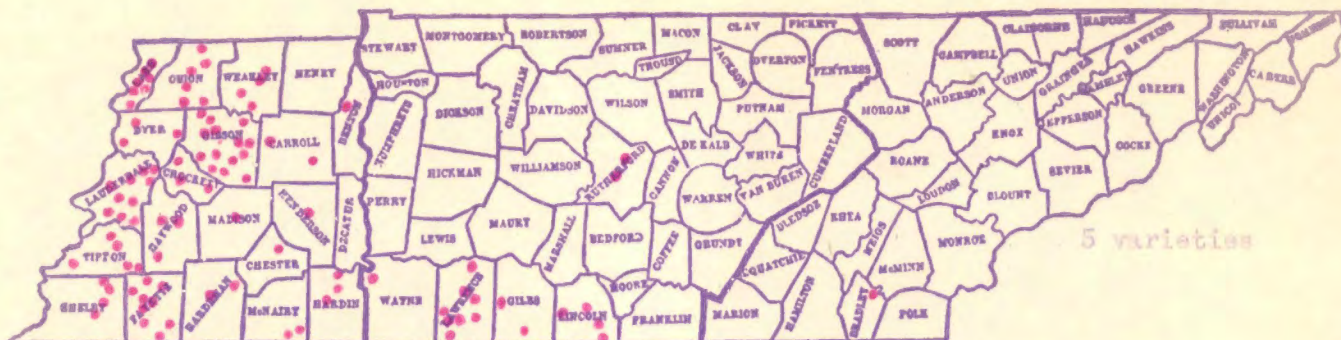 STEWART MONTGOMERY ROBERTSON SUMNER MACON CLAY PICKETT SCOTT CAMPBELL CLAIBORNE HANCOCK HAWKINS SULLIVAN JOHNSON
OBION WEAKLEY HENRY HOUSTON TROUSD JACKSON OVERTON FENTRESS UNION GRAINGER HAMBLEN GREENE WASHINGTON CARTER UNICOI
DYER GIBSON CARROLL BENTON HUMPHREYS DICKSON CHEATHAM DAVIDSON WILSON SMITH PUTNAM MORGAN ANDERSON KNOX JEFFERSON COCKE
LAUDERDALE CROCKETT HICKMAN WILLIAMSON RUTHERFORD CANNON DE KALB WHITE CUMBERLAND ROANE LOUDON BLOUNT SEVIER
HAYWOOD MADISON HENDERSON DECATUR PERRY LEWIS MAURY MARSHALL BEDFORD COFFEE WARREN VAN BUREN BLEDSOE RHEA MEIGS MONROE
TIPTON CHESTER MOORE GRUNDY SEQUATCHIE McMINN
5 varieties
SHELBY FAYETTE HARDEMAN McNAIRY HARDIN WAYNE LAWRENCE GILES LINCOLN FRANKLIN MARION HAMILTON BRADLEY POLK